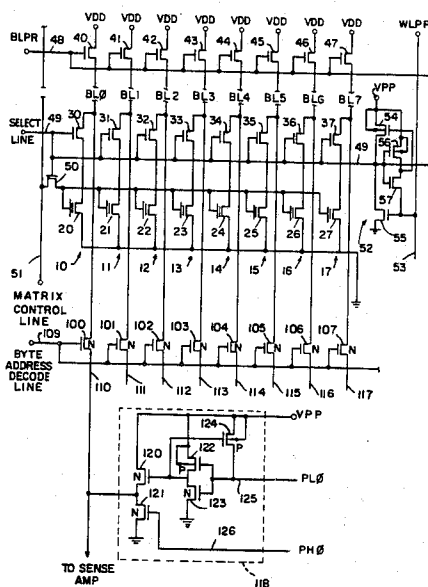 VDD VDD VDD VDD VDD VDD VDD VDD
BLPR 40 41 42 43 44 45 46 47 WLPR
48
BLØ BL1 BL2 BL3 BL4 BL5 BL6 BL7
VPP
SELECT LINE 49 30 31 32 33 34 35 36 37 49 54
56
50 57
20 21 22 23 24 25 26 27 52 55 53
51 10 11 12 13 14 15 16 17
MATRIX CONTROL LINE
109 100 N 101 N 102 N 103 N 104 N 105 N 106 N 107 N
BYTE ADDRESS DECODE LINE
110 111 112 113 114 115 116 117
124 VPP
120 122 P
N P
121 N 125 PLØ
N 123
126 PHØ
TO SENSE AMP
118